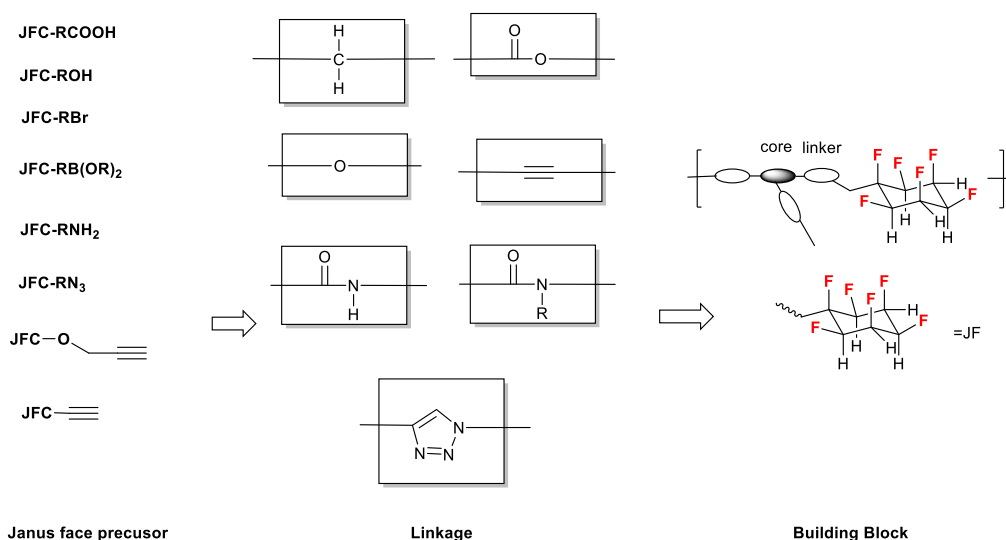 JFC-RCOOH
JFC-ROH
JFC-RBr
JFC-RB(OR)2
JFC-RNH2
JFC-RN3
JFC-O
JFC
H
C
H
O
O
O
O
N
H
O
N
R
N
N
N
core linker
F
F
F
F
H
F
F
H
H
H
H
F
F
F
H
F
F
F
H
H
H
H
=JF
Janus face precusor
Linkage
Building Block